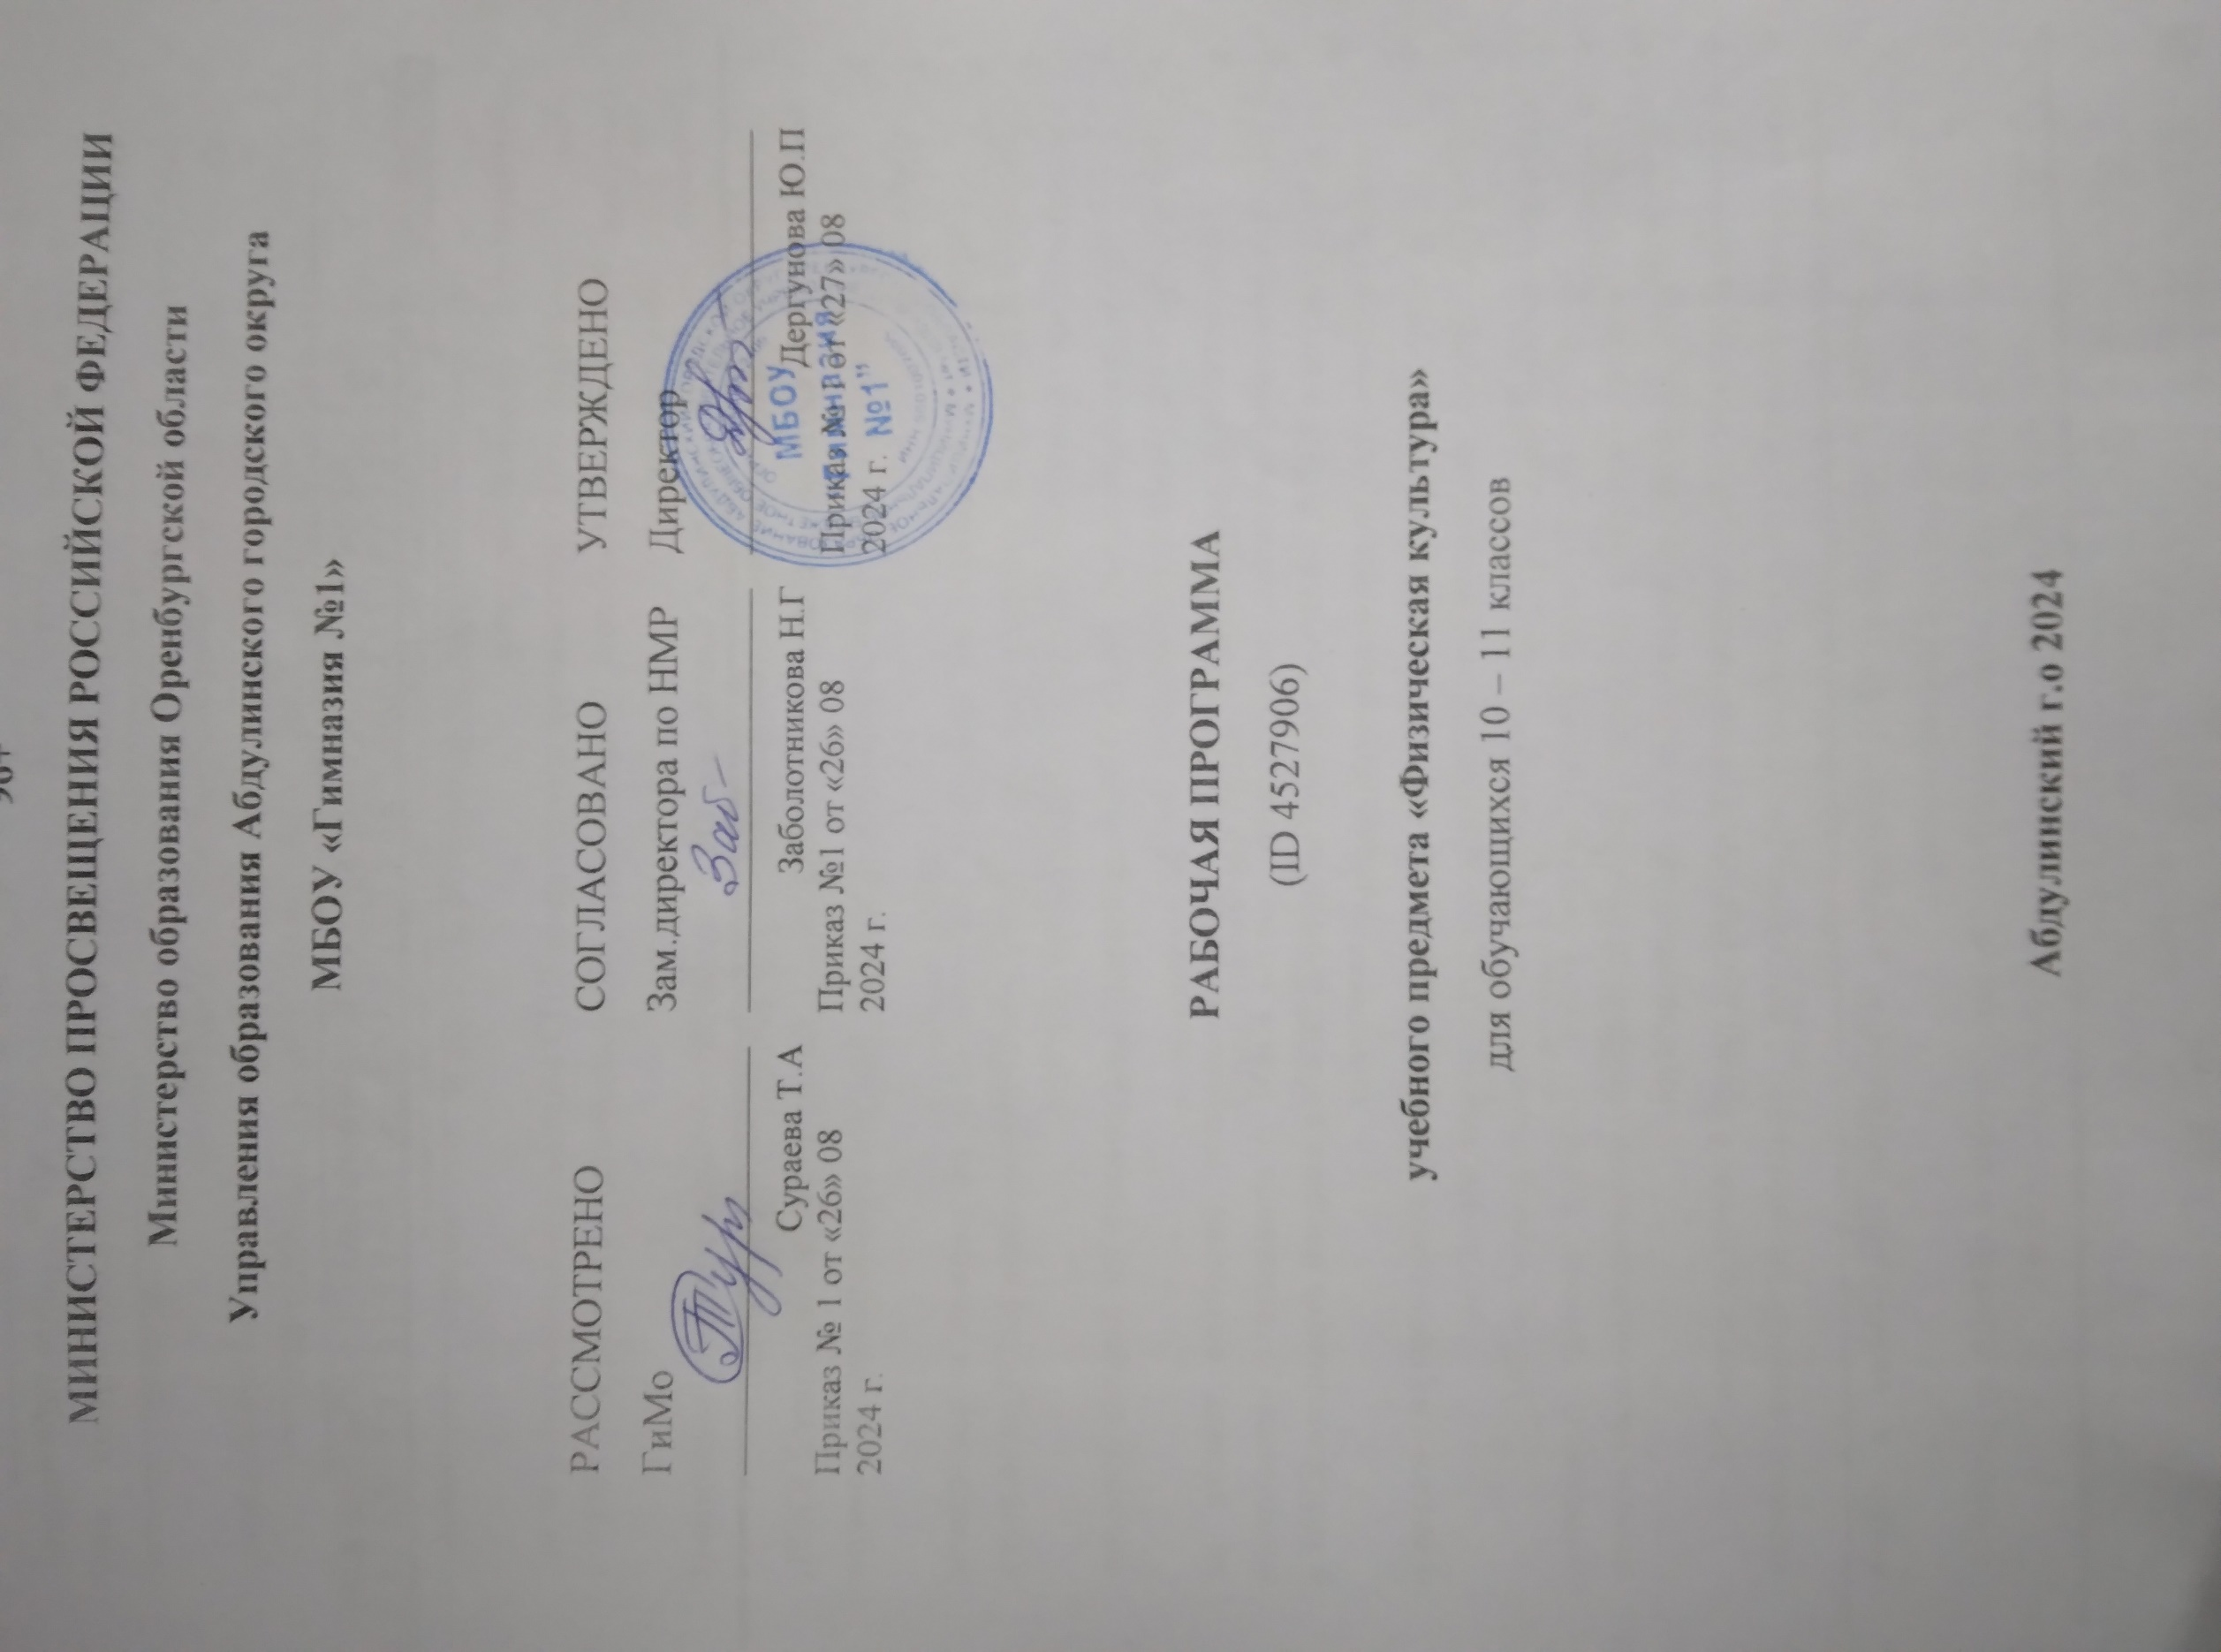 МИНИСТЕРСТВО ПРОСВЕЩЕНИЯ РОССИЙСКОЙ ФЕДЕРАЦИИ
Министерство образования Оренбургской области
Управления образования Абдулинского городского округа
МБОУ «Гимназия №1»
РАССМОТРЕНО
ГиМо
Сураева Т.А
Приказ № 1 от «26» 08
2024 г.
СОГЛАСОВАНО
Зам.директора по НМР
Заб
Заболотникова Н.Г
Приказ №1 от «26» 08
2024 г.
УТВЕРЖДЕНО
Директор
Дергунова Ю.П
Приказ № 1 от «27» 08
2024 г.
МБОУ
"Гимназия
№1"
РАБОЧАЯ ПРОГРАММА
(ID 4527906)
учебного предмета «Физическая культура»
для обучающихся 10 – 11 классов
Абдулинский г.о 2024